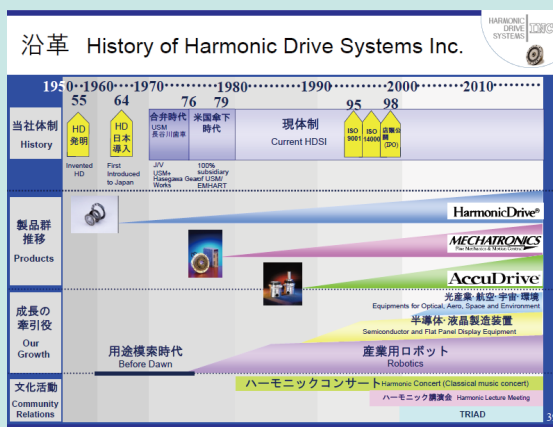 HARMONIC
DRIVE
SYSTEMS
INC.
沿革 History of Harmonic Drive Systems Inc.
1950・・1960・・・・・・1970・・・・・・・・・1980・・・・・・・・1990・・・・・・・・・2000・・・・・・・2010・・・・・・
55 64 76 79 95 98
当社体制
History
HD
発明
Invented
HD
HD
日本
導入
First
Introduced
to Japan
合弁時代
USM
長谷川歯車
J/V
USM+
Hasegawa Gear
Works
米国傘下
時代
100%
subsidiary
of USM/
EMHART
現体制
Current HDSI
ISO
9001
ISO
14000
店頭公
開
(IPO)
製品群
推移
Products
HarmonicDrive®
MECHATRONICS
AccuDrive
成長の
牽引役
Our
Growth
用途模索時代
Before Dawn
光産業・航空・宇宙・環境
Equipments for Optical, Aero, Space and Environment
半導体・液晶製造装置
Semiconductor and Flat Panel Display Equipment
産業用ロボット
Robotics
文化活動
Community
Relations
ハーモニックコンサート Harmonic Concert (Classical music concert)
ハーモニック講演会 Harmonic Lecture Meeting
TRIAD